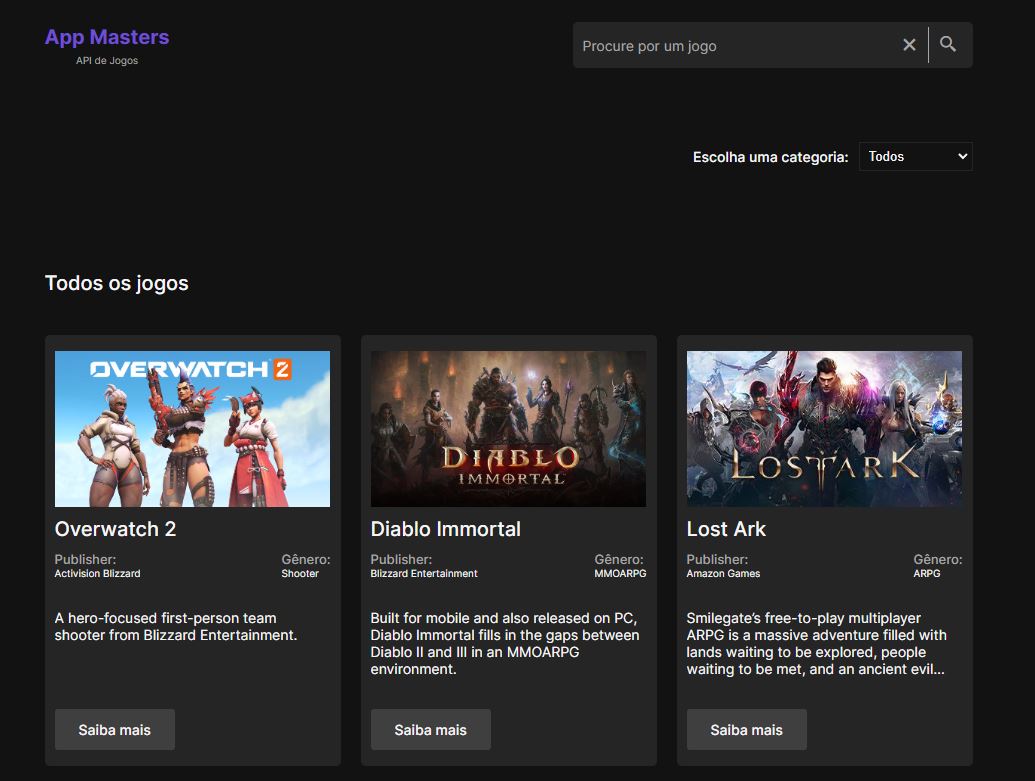 App Masters
API de Jogos
Procure por um jogo
Escolha uma categoria: Todos
Todos os jogos
OVERWATCH 2
Overwatch 2
Publisher: Gênero:
Activision Blizzard Shooter
A hero-focused first-person team
shooter from Blizzard Entertainment.
Saiba mais
DIABLO
IMMORTAL
Diablo Immortal
Publisher: Gênero:
Blizzard Entertainment MMOARPG
Built for mobile and also released on PC,
Diablo Immortal fills in the gaps between
Diablo II and III in an MMOARPG
environment.
Saiba mais
LOST ARK
Lost Ark
Publisher: Gênero:
Amazon Games ARPG
Smilegate’s free-to-play multiplayer
ARPG is a massive adventure filled with
lands waiting to be explored, people
waiting to be met, and an ancient evil...
Saiba mais